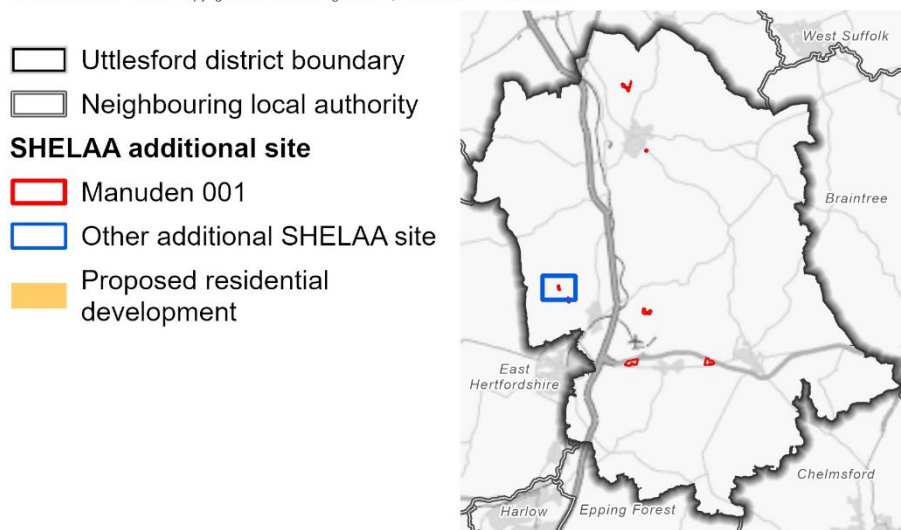 Uttlesford district boundary
Neighbouring local authority
SHELAA additional site
Manuden 001
Other additional SHELAA site
Proposed residential
development
West Suffolk
Braintree
East
Hertfordshire
Chelmsford
Harlow
Epping Forest